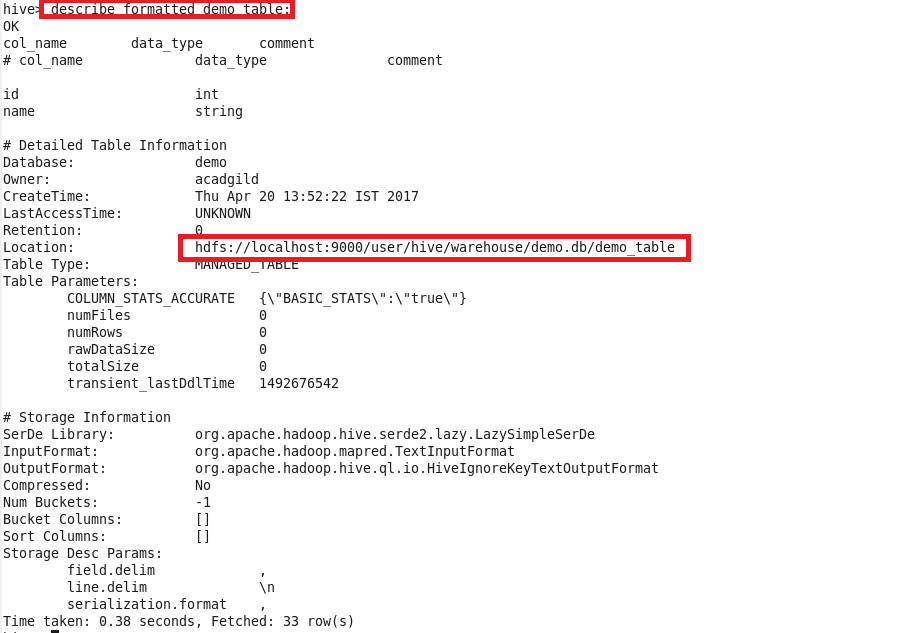 hive> describe formatted demo_table;
OK
col_name        data_type       comment
# col_name              data_type               comment
id                      int
name                    string
# Detailed Table Information
Database:               demo
Owner:                  acadgild
CreateTime:             Thu Apr 20 13:52:22 IST 2017
LastAccessTime:         UNKNOWN
Retention:              0
Location:               hdfs://localhost:9000/user/hive/warehouse/demo.db/demo_table
Table Type:             MANAGED_TABLE
Table Parameters:
        COLUMN_STATS_ACCURATE   {\"BASIC_STATS\":\"true\"}
        numFiles                0
        numRows                 0
        rawDataSize             0
        totalSize               0
        transient_lastDdlTime   1492676542
# Storage Information
SerDe Library:          org.apache.hadoop.hive.serde2.lazy.LazySimpleSerDe
InputFormat:            org.apache.hadoop.mapred.TextInputFormat
OutputFormat:           org.apache.hadoop.hive.ql.io.HiveIgnoreKeyTextOutputFormat
Compressed:             No
Num Buckets:            -1
Bucket Columns:         []
Sort Columns:           []
Storage Desc Params:
        field.delim             ,
        line.delim              \n
        serialization.format    ,
Time taken: 0.38 seconds, Fetched: 33 row(s)